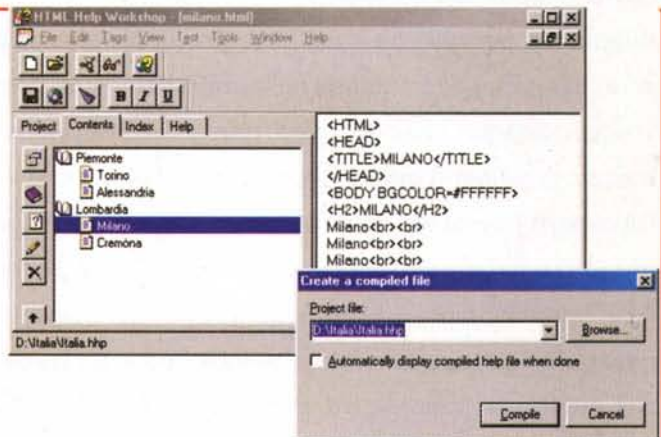 HTML Help Workshop - [milano.html]
File Edit Tags View Test Tools Window Help
B I U
Project Contents Index Help
Piemonte
Torino
Alessandria
Lombardia
Milano
Cremona
D:\Italia\Italia.hhp
<HTML>
<HEAD>
<TITLE>MILANO</TITLE>
</HEAD>
<BODY BGCOLOR=#FFFFFF>
<H2>MILANO</H2>
Milano<br><br>
Milano<br><br>
Milano<br><br>
Create a compiled file
Project file:
D:\Italia\Italia.hhp
Browse...
Automatically display compiled help file when done
Compile Cancel